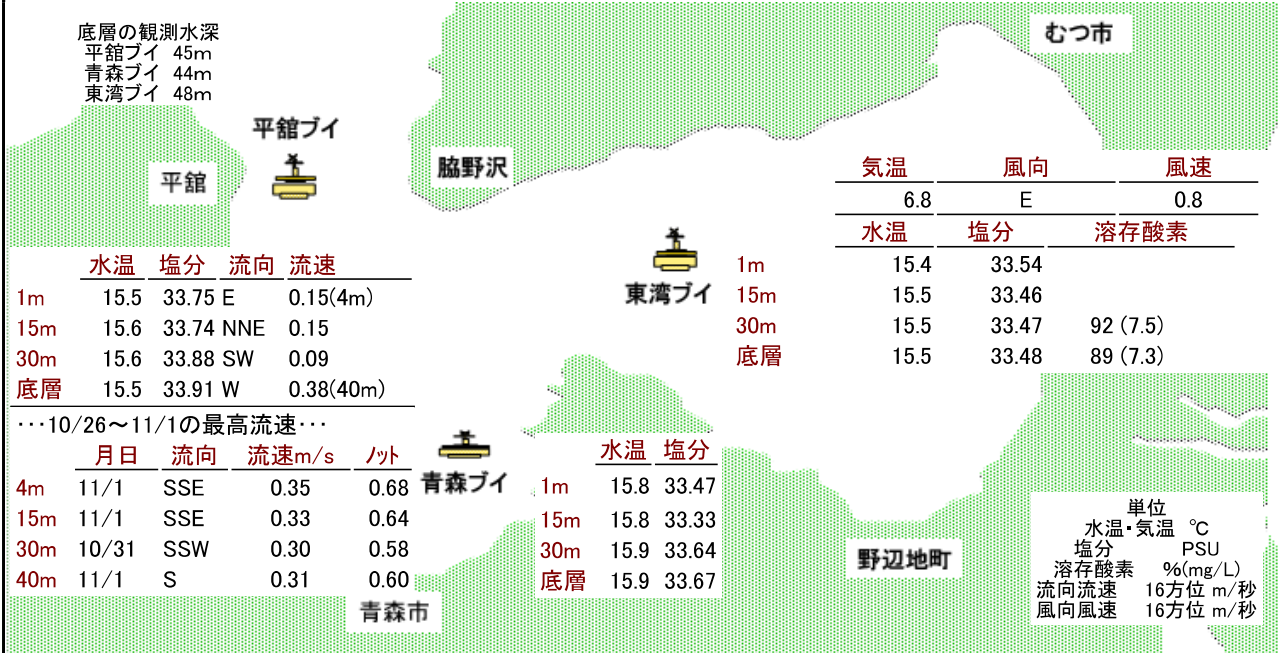 底層の観測水深
平舘ブイ 45m
青森ブイ 44m
東湾ブイ 48m
むつ市
平舘ブイ
平舘
脇野沢
気温 風向 風速
6.8 E 0.8
水温 塩分 溶存酸素
1m 15.4 33.54
15m 15.5 33.46
30m 15.5 33.47 92 (7.5)
底層 15.5 33.48 89 (7.3)
東湾ブイ
水温 塩分 流向 流速
1m 15.5 33.75 E 0.15(4m)
15m 15.6 33.74 NNE 0.15
30m 15.6 33.88 SW 0.09
底層 15.5 33.91 W 0.38(40m)
···10/26～11/1の最高流速···
月日 流向 流速m/s ノット
4m 11/1 SSE 0.35 0.68
15m 11/1 SSE 0.33 0.64
30m 10/31 SSW 0.30 0.58
40m 11/1 S 0.31 0.60
青森ブイ
水温 塩分
1m 15.8 33.47
15m 15.8 33.33
30m 15.9 33.64
底層 15.9 33.67
青森市
野辺地町
単位
水温・気温 ℃
塩分 PSU
溶存酸素 %(mg/L)
流向流速 16方位 m/秒
風向風速 16方位 m/秒